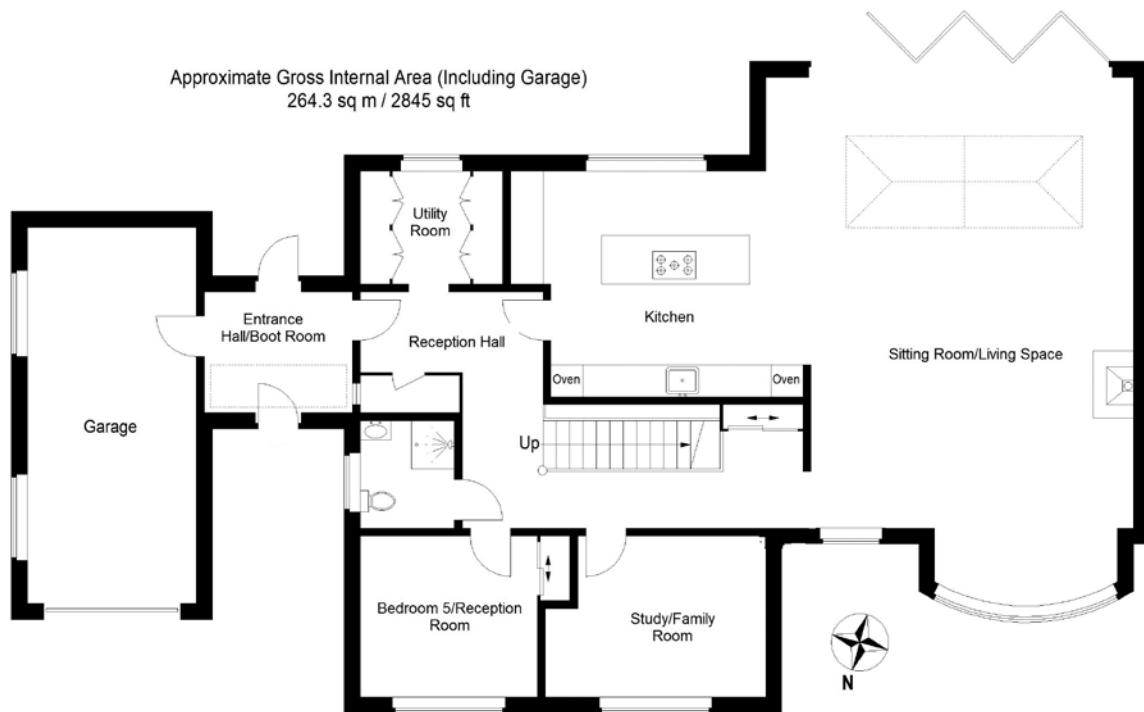 Approximate Gross Internal Area (Including Garage)
264.3 sq m / 2845 sq ft
Utility
Room
Entrance
Hall/Boot Room
Reception Hall
Kitchen
Sitting Room/Living Space
Oven
Oven
Garage
Up
Bedroom 5/Reception
Room
Study/Family
Room
N